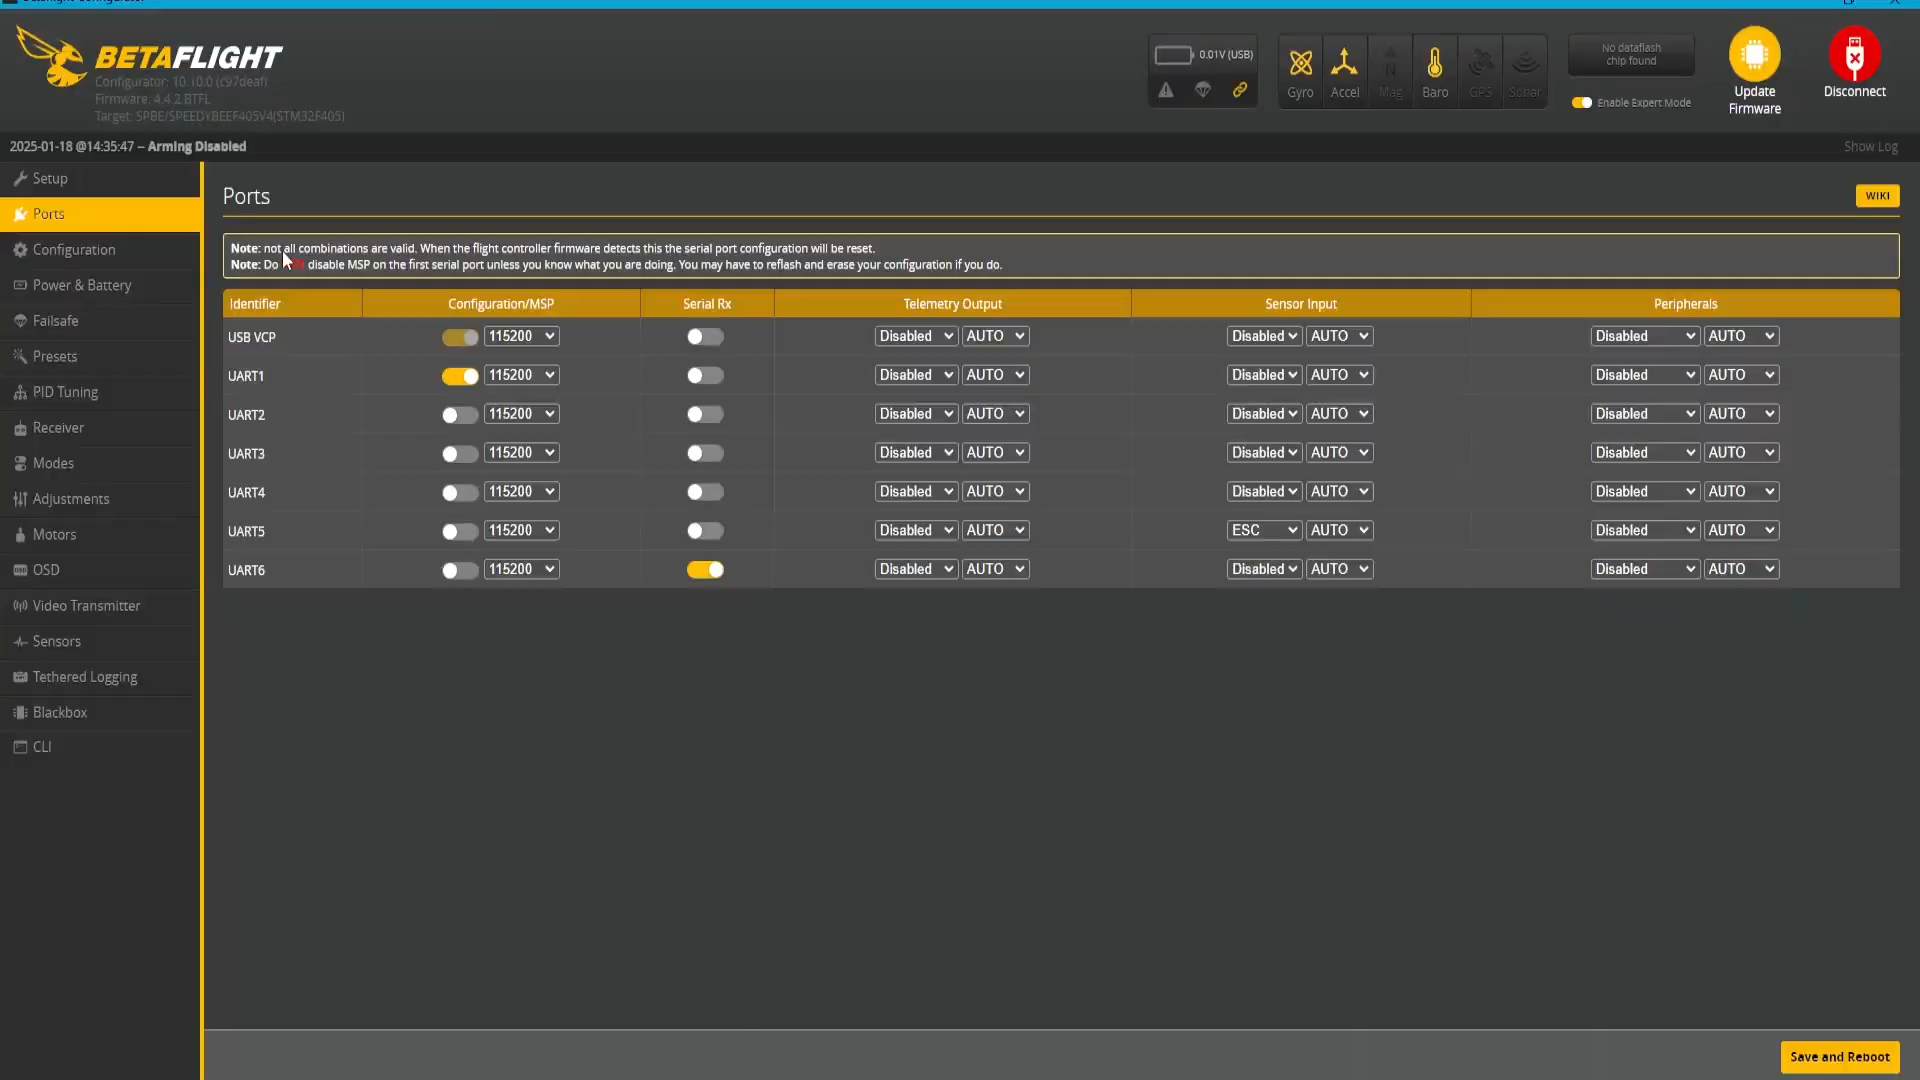 BETAFLIGHT
Configurator: 10.10.0 (c97deaf)
Firmware: 4.4.2 BTFL
Target: SPBE/SPEEDYBEEF405V4(STM32F405)
0.01V (USB)
Gyro
Accel
Mag
Baro
GPS
Sonar
No dataflash
chip found
Enable Expert Mode
Update
Firmware
Disconnect
2025-01-18 @14:35:47 – Arming Disabled
Show Log
Setup
Ports
Configuration
Power & Battery
Failsafe
Presets
PID Tuning
Receiver
Modes
Adjustments
Motors
OSD
Video Transmitter
Sensors
Tethered Logging
Blackbox
CLI
Ports
WIKI
Note: not all combinations are valid. When the flight controller firmware detects this the serial port configuration will be reset.
Note: Do disable MSP on the first serial port unless you know what you are doing. You may have to reflash and erase your configuration if you do.
Identifier Configuration/MSP Serial Rx Telemetry Output Sensor Input Peripherals
USB VCP 115200 Disabled AUTO Disabled AUTO Disabled AUTO
UART1 115200 Disabled AUTO Disabled AUTO Disabled AUTO
UART2 115200 Disabled AUTO Disabled AUTO Disabled AUTO
UART3 115200 Disabled AUTO Disabled AUTO Disabled AUTO
UART4 115200 Disabled AUTO Disabled AUTO Disabled AUTO
UART5 115200 Disabled AUTO ESC AUTO Disabled AUTO
UART6 115200 Disabled AUTO Disabled AUTO Disabled AUTO
Save and Reboot